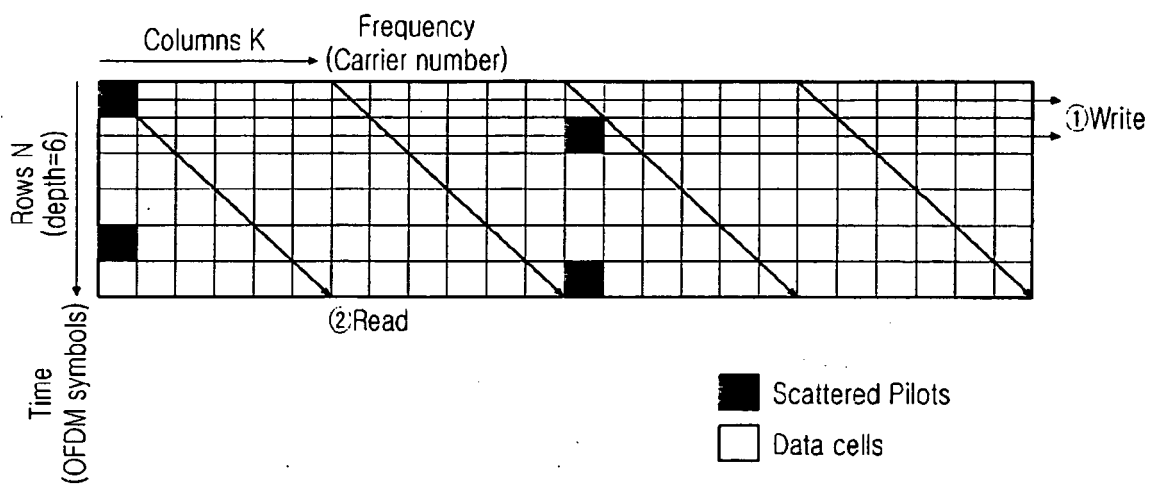 Columns K
Frequency
(Carrier number)
Rows N
(depth=6)
①Write
②Read
Time
(OFDM symbols)
Scattered Pilots
Data cells